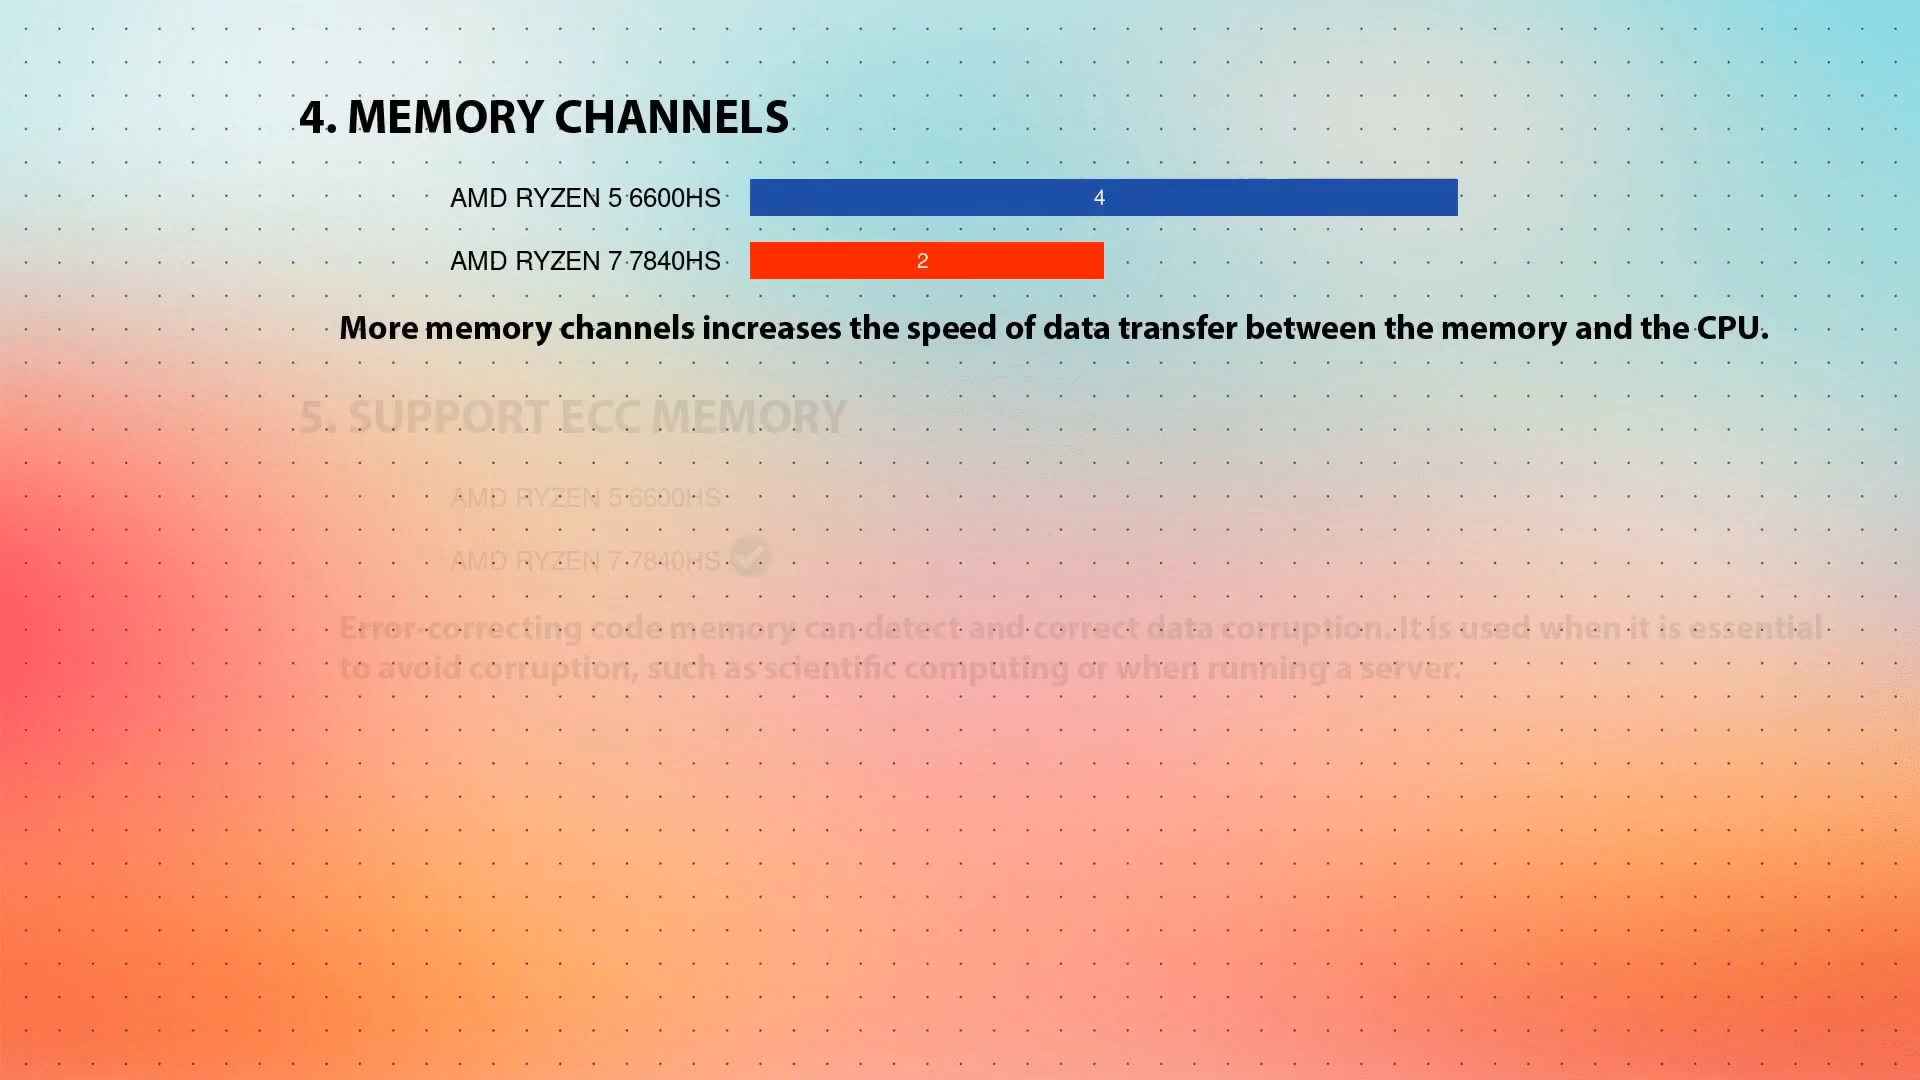 4. MEMORY CHANNELS
AMD RYZEN 5 6600HS 4
AMD RYZEN 7 7840HS 2
More memory channels increases the speed of data transfer between the memory and the CPU.
5. SUPPORT ECC MEMORY
AMD RYZEN 5 6600HS
AMD RYZEN 7 7840HS
Error-correcting code memory can detect and correct data corruption. It is used when it is essential
to avoid corruption, such as scientific computing or when running a server.